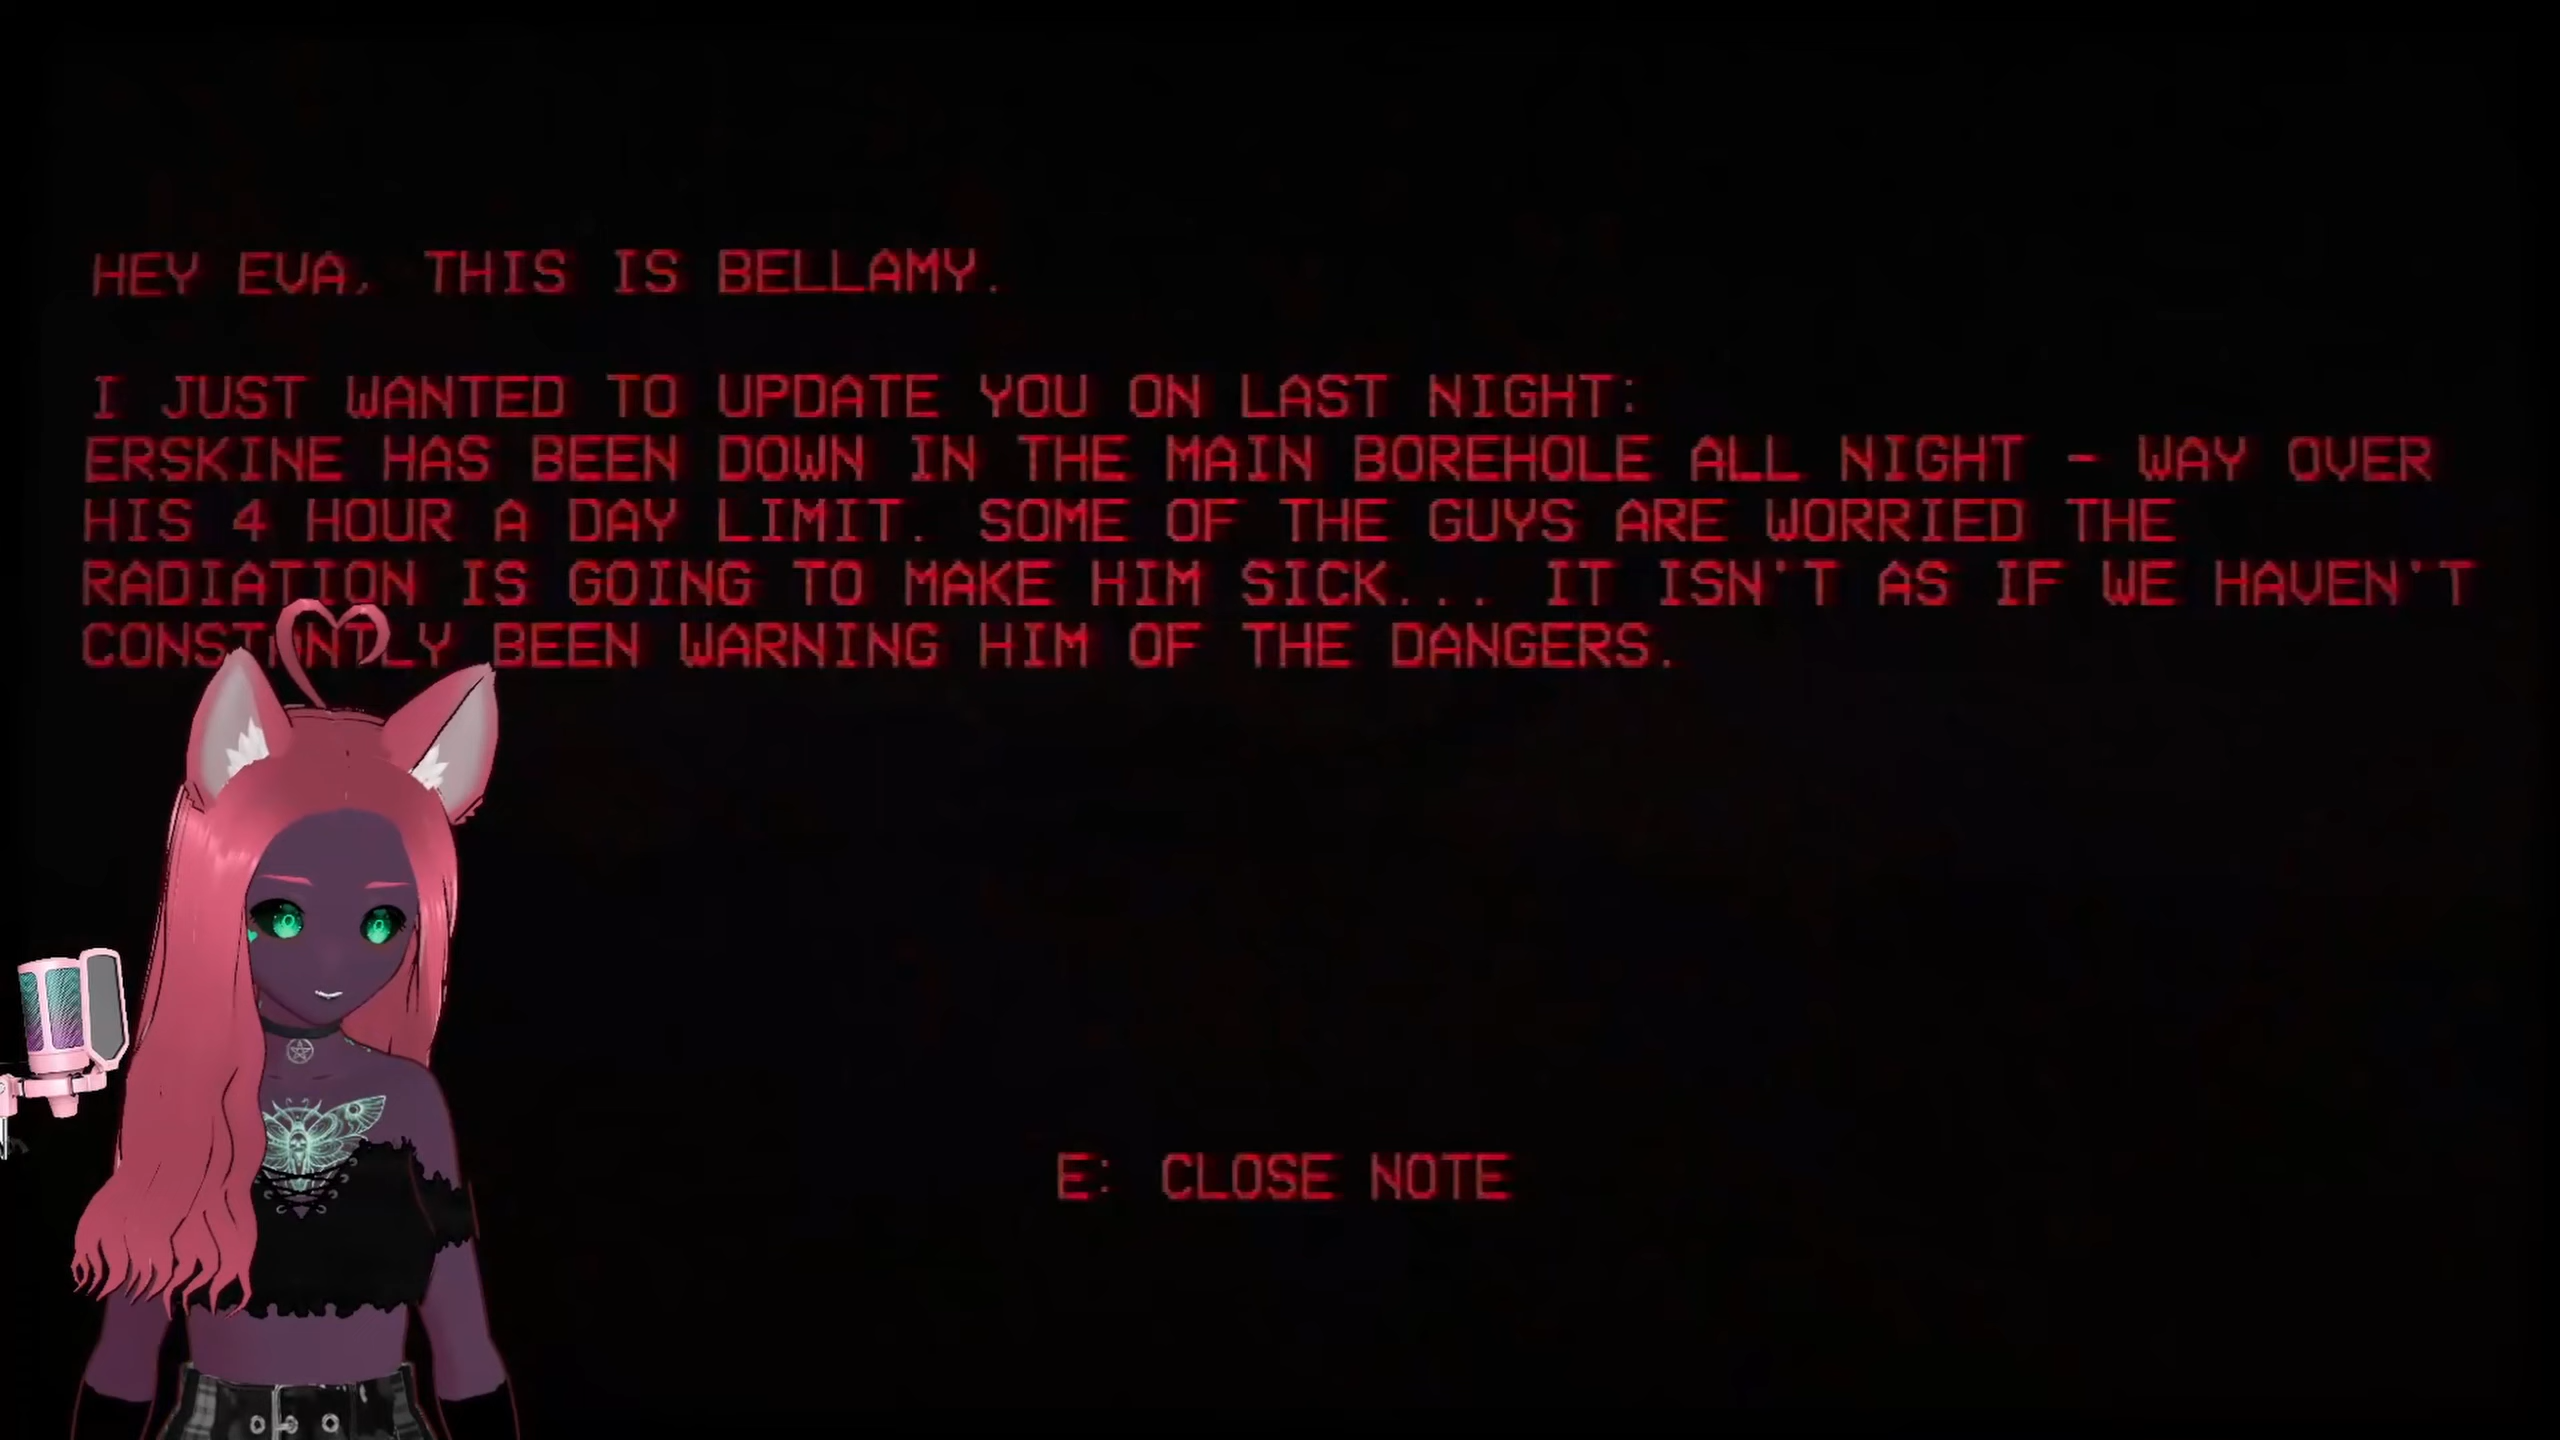 HEY EVA, THIS IS BELLAMY.
I JUST WANTED TO UPDATE YOU ON LAST NIGHT:
ERSKINE HAS BEEN DOWN IN THE MAIN BOREHOLE ALL NIGHT - WAY OVER
HIS 4 HOUR A DAY LIMIT. SOME OF THE GUYS ARE WORRIED THE
RADIATION IS GOING TO MAKE HIM SICK... IT ISN'T AS IF WE HAVEN'T
CONSTANTLY BEEN WARNING HIM OF THE DANGERS.
E: CLOSE NOTE